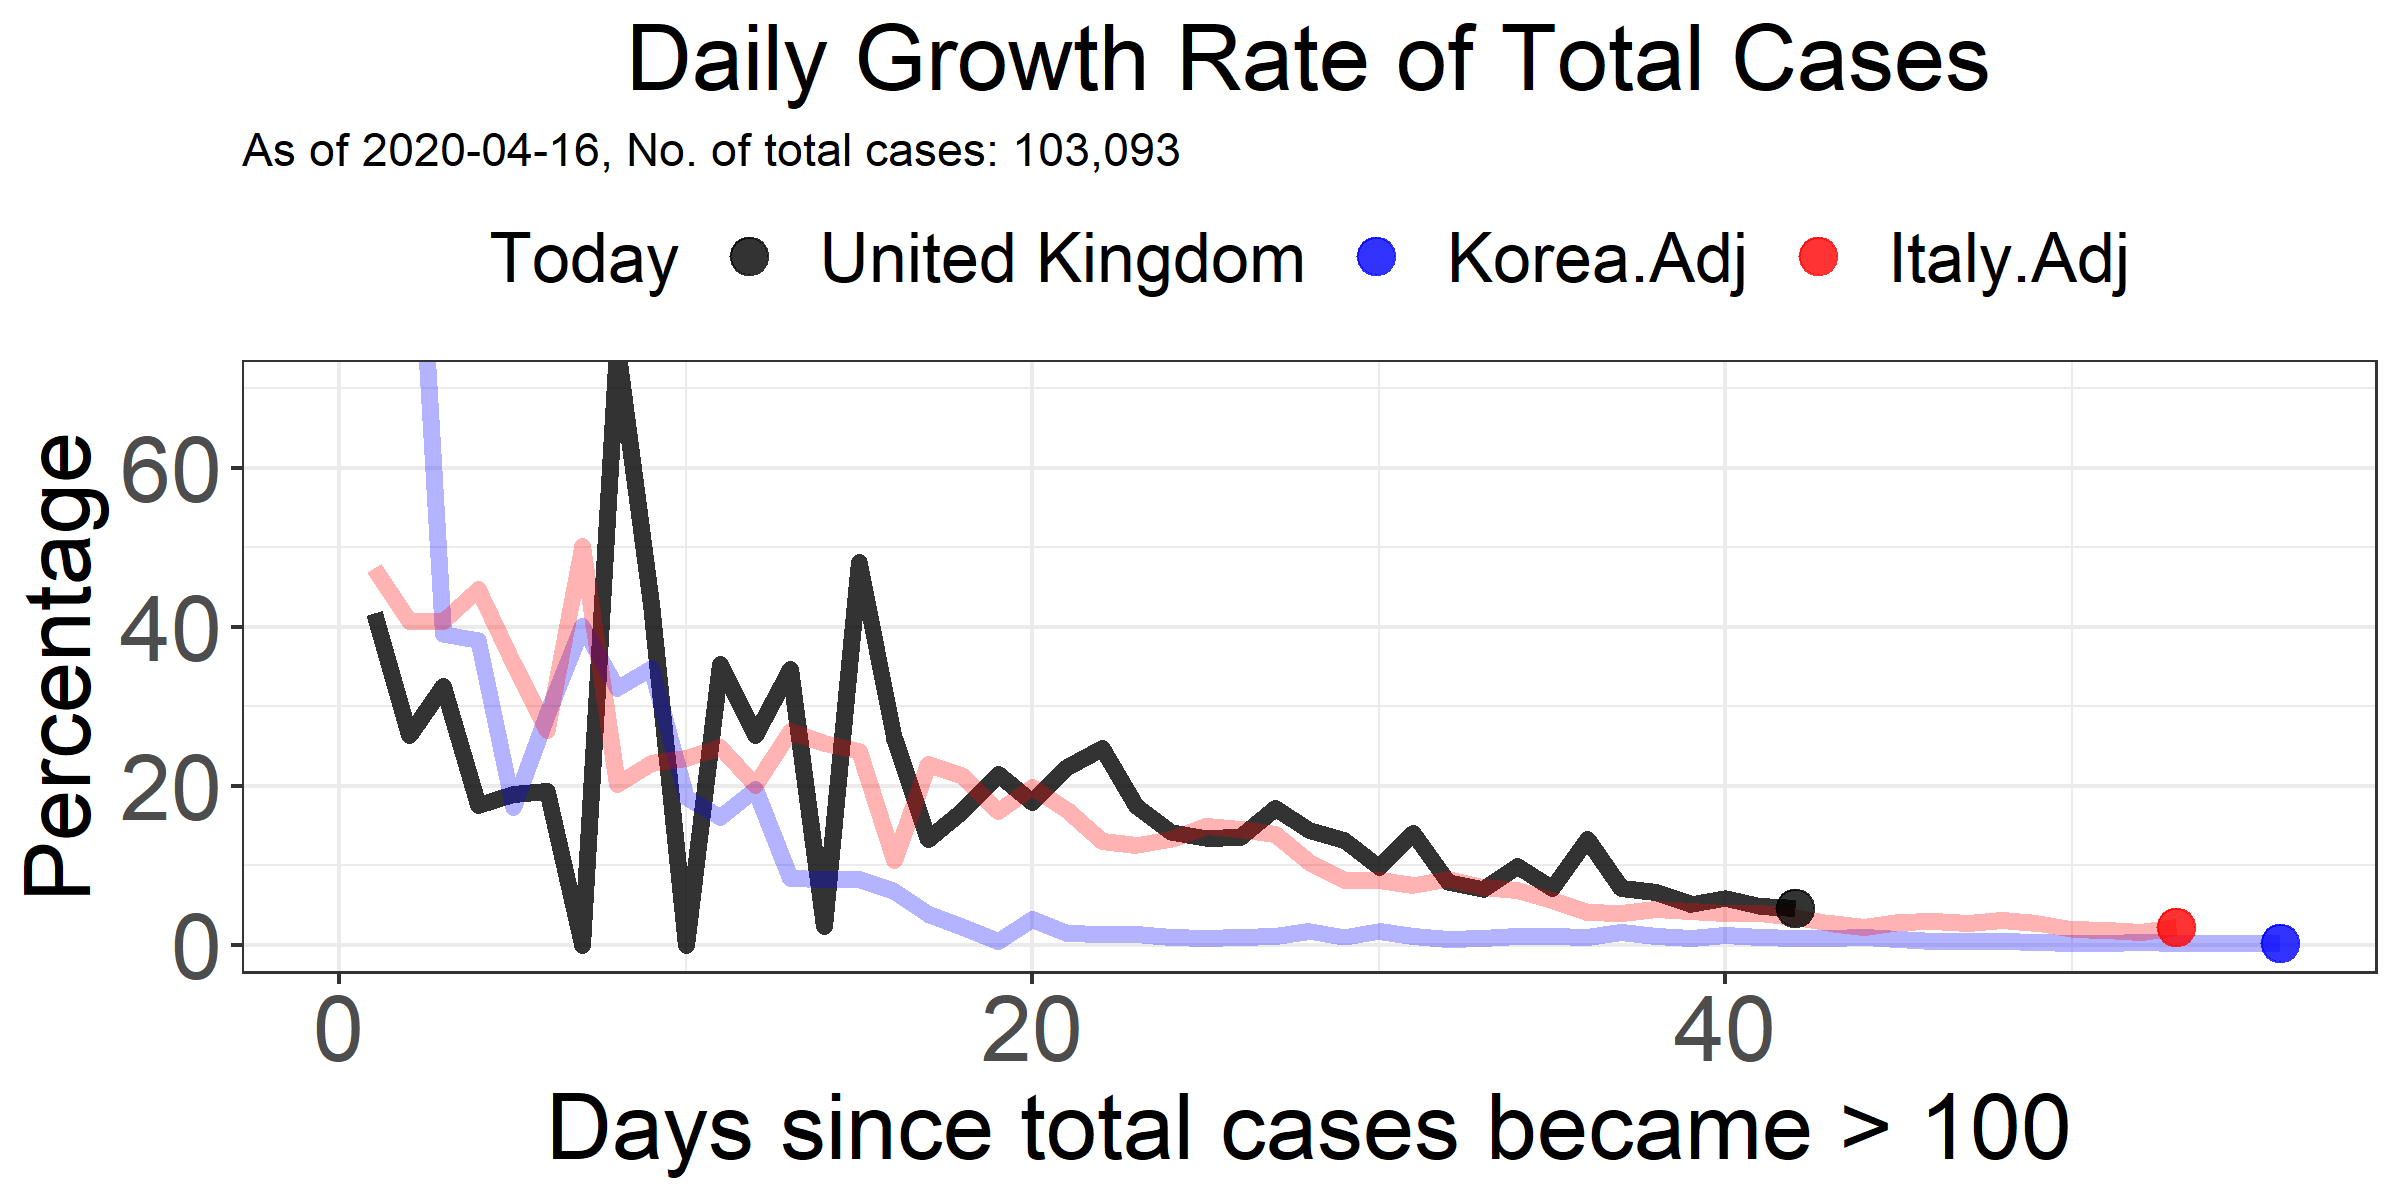 Daily Growth Rate of Total Cases
As of 2020-04-16, No. of total cases: 103,093
Today United Kingdom Korea.Adj Italy.Adj
Percentage
60
40
20
0
0 20 40
Days since total cases became > 100